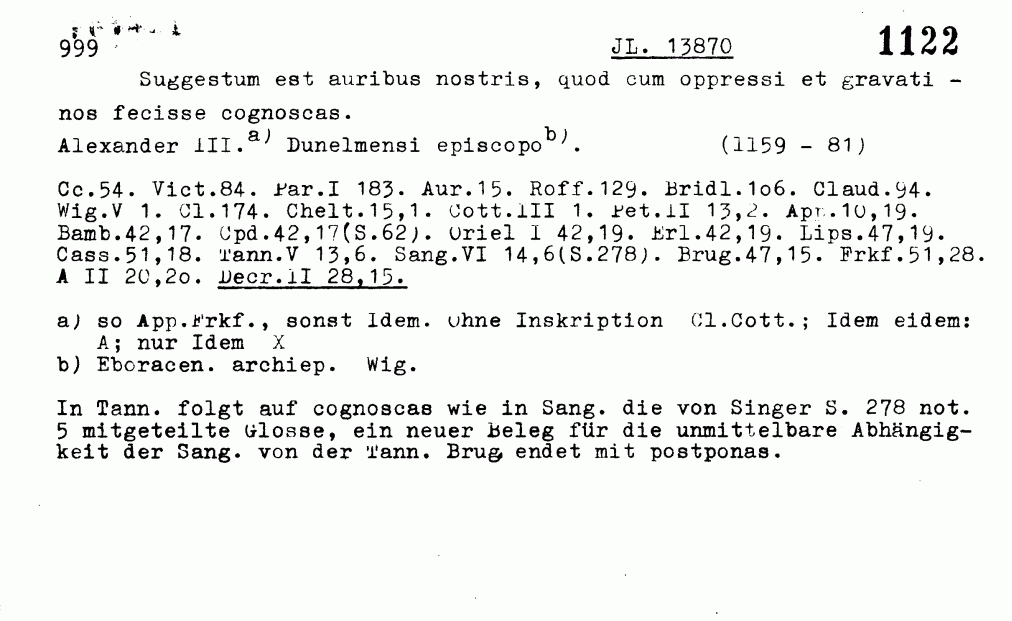 999 JL. 13870 1122
Suggestum est auribus nostris, quod cum oppressi et gravati -
nos fecisse cognoscas.
Alexander III.a) Dunelmensi episcopo b). (1159 - 81)
Cc.54. Vict.84. Par.I 183. Aur.15. Roff.129. Bridl.1o6. Claud.94.
Wig.V 1. Cl.174. Chelt.15,1. Cott.III 1. Pet.II 13,2. App.10,19.
Bamb.42,17. Cpd.42,17(S.62). Oriel I 42,19. Erl.42,19. Lips.47,19.
Cass.51,18. Tann.V 13,6. Sang.VI 14,6(S.278). Brug.47,15. Frkf.51,28.
A II 20,2o. Decr.II 28,15.
a) so App.Frkf., sonst Idem. Ohne Inskription Cl.Cott.; Idem eidem:
A; nur Idem X
b) Eboracen. archiep. Wig.
In Tann. folgt auf cognoscas wie in Sang. die von Singer S. 278 not.
5 mitgeteilte Glosse, ein neuer Beleg für die unmittelbare Abhängig-
keit der Sang. von der Tann. Brug. endet mit postponas.